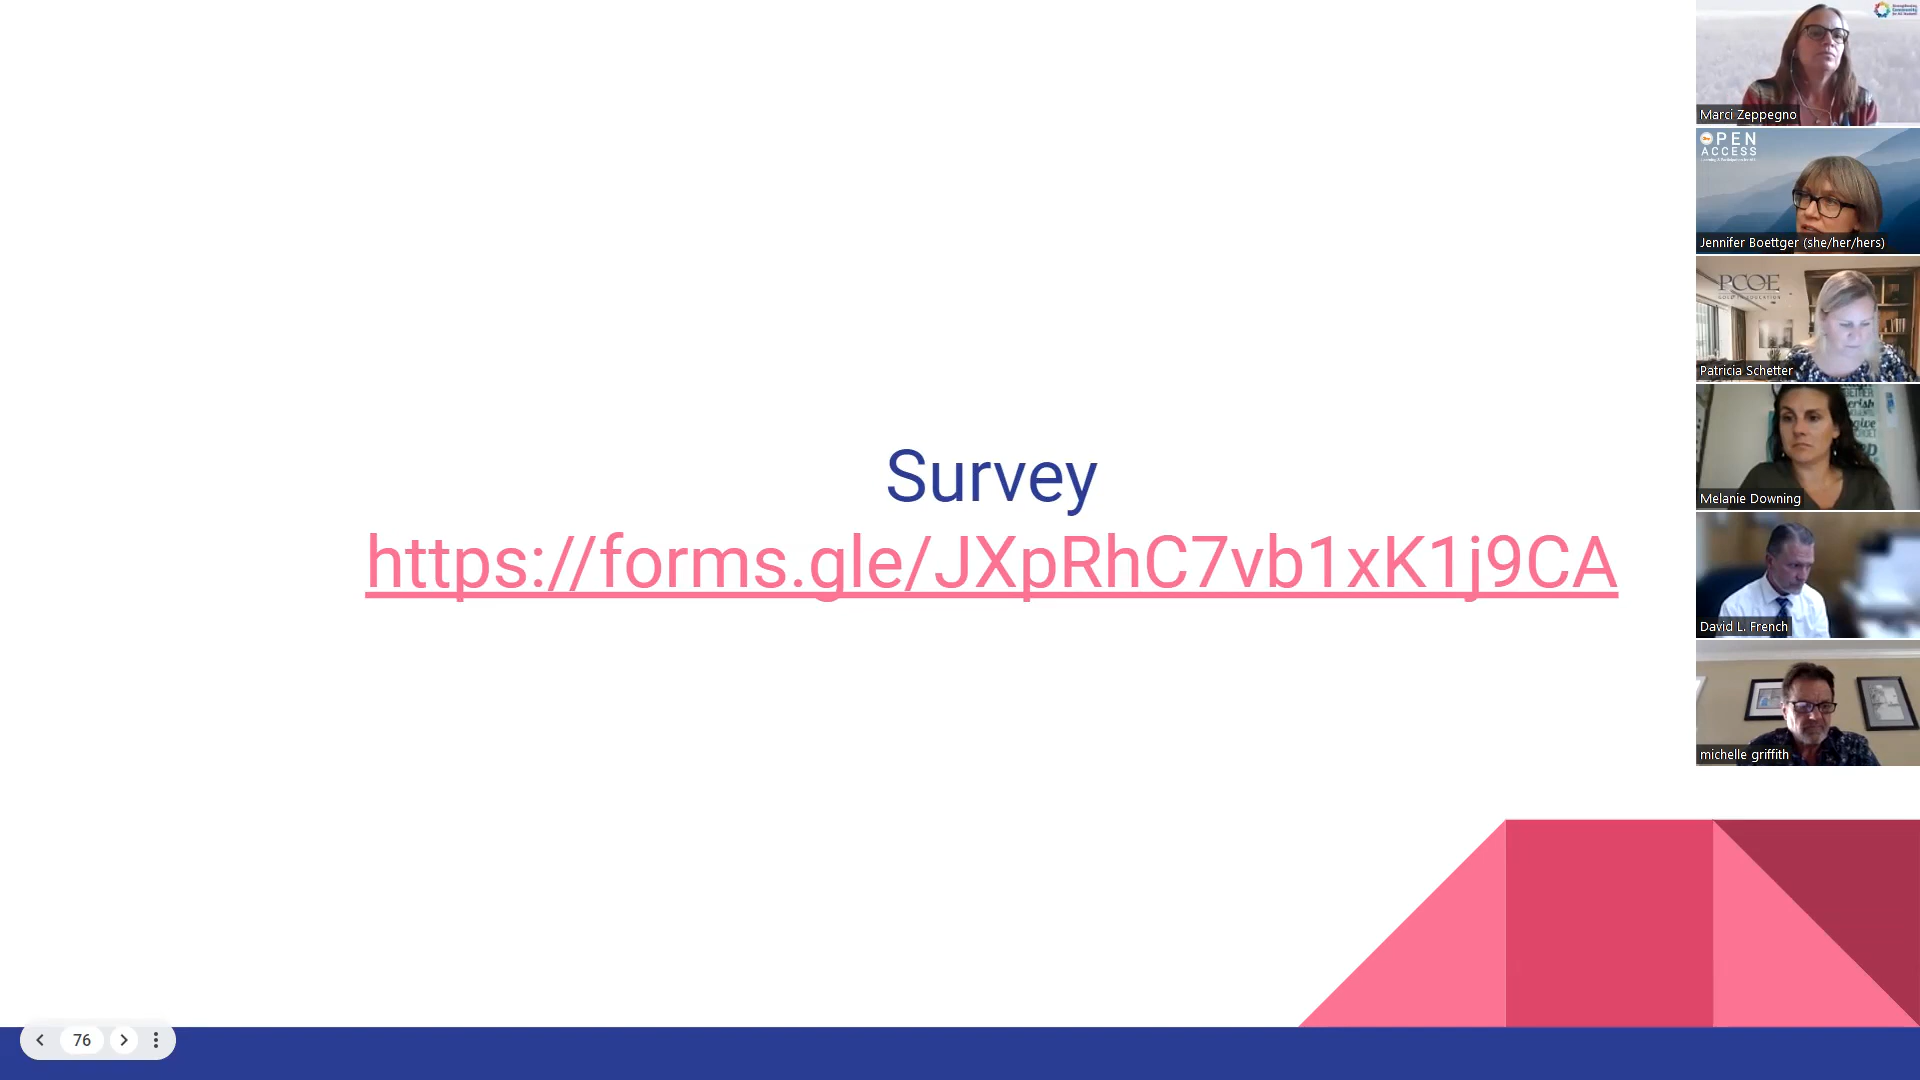 Survey
https://forms.gle/JXpRhC7vb1xK1j9CA
Marci Zeppegno
OPEN
ACCESS
Jennifer Boettger (she/her/hers)
PCOE
Patricia Schetter
Melanie Downing
David L. French
michelle griffith
76